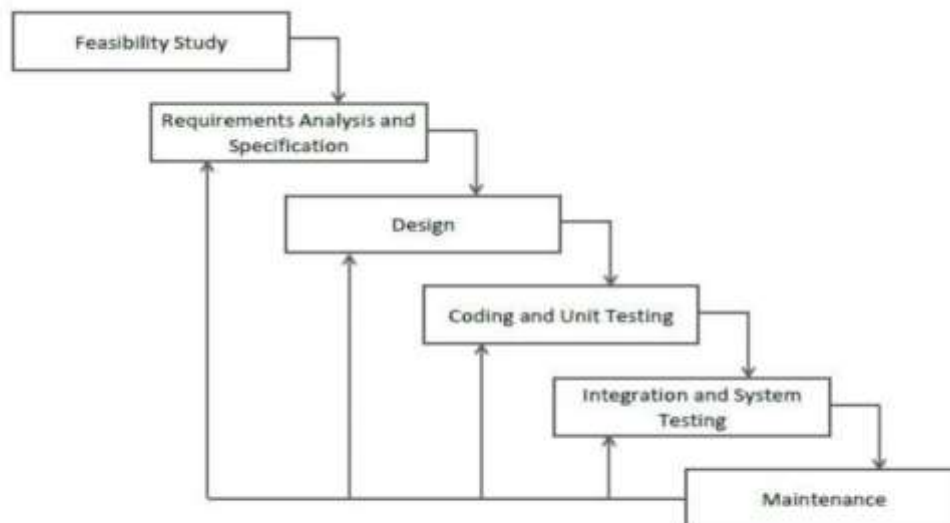 Feasibility Study
Requirements Analysis and
Specification
Design
Coding and Unit Testing
Integration and System
Testing
Maintenance